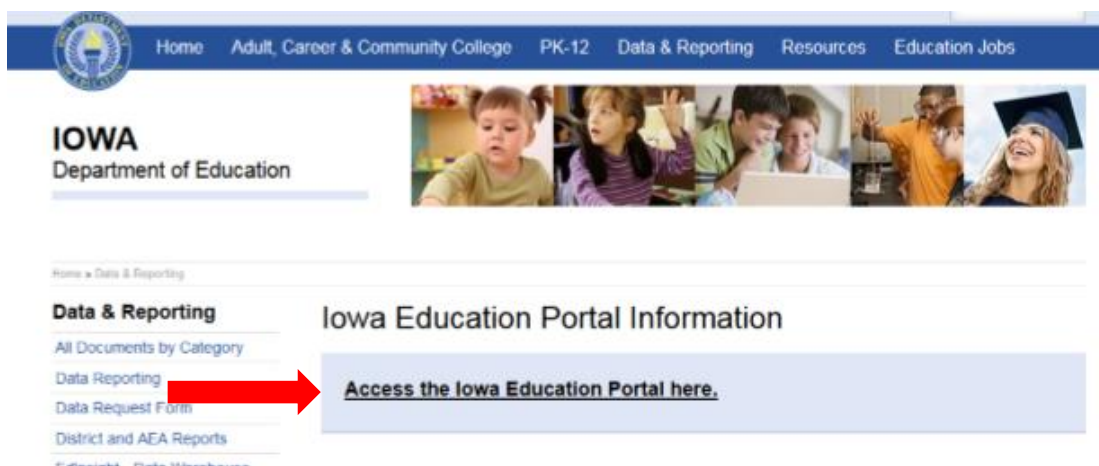 Home Adult, Career & Community College PK-12 Data & Reporting Resources Education Jobs
IOWA
Department of Education
Home » Data & Reporting
Data & Reporting
Iowa Education Portal Information
All Documents by Category
Data Reporting
Access the Iowa Education Portal here.
Data Request Form
District and AEA Reports